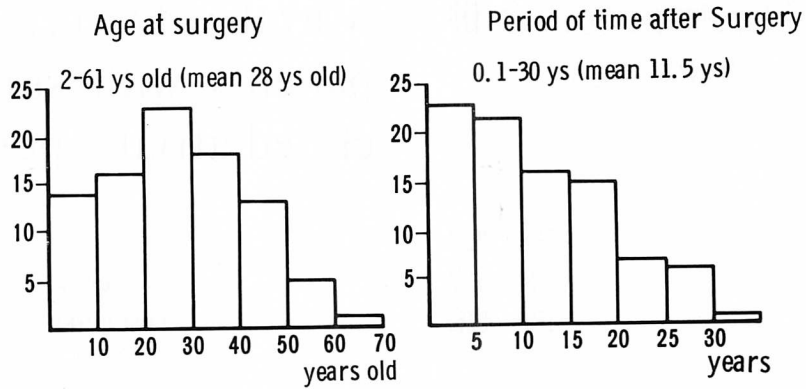 Age at surgery
2-61 ys old (mean 28 ys old)
25
20
15
10
5
10 20 30 40 50 60 70
years old
Period of time after Surgery
0.1-30 ys (mean 11.5 ys)
25
20
15
10
5
5 10 15 20 25 30
years